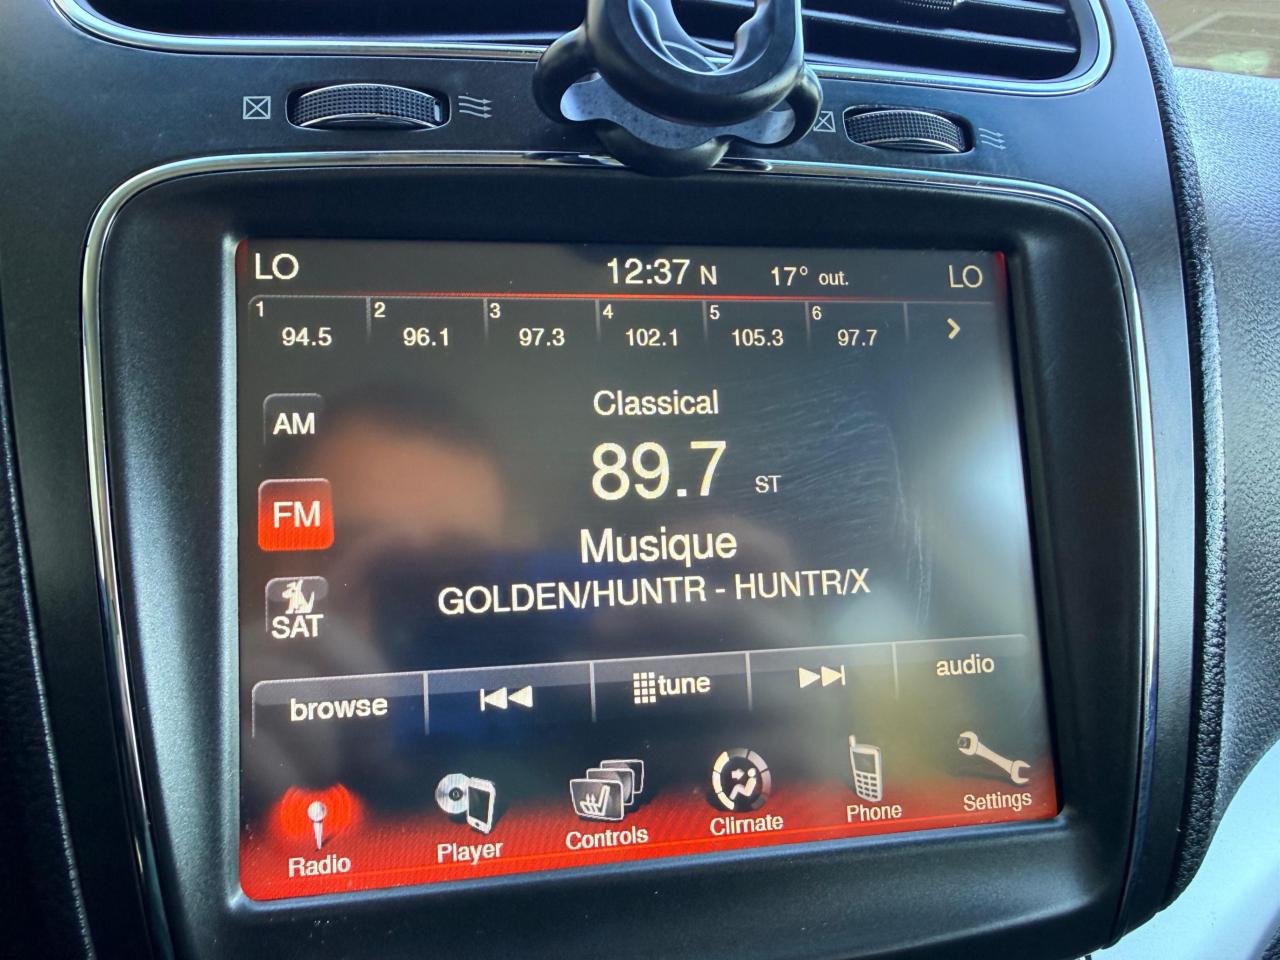 LO 12:37 N 17° out. LO
1 2 3 4 5 6
94.5 96.1 97.3 102.1 105.3 97.7
Classical
AM
89.7 ST
FM
Musique
GOLDEN/HUNTR - HUNTR/X
SAT
browse tune audio
Radio Player Controls Climate Phone Settings